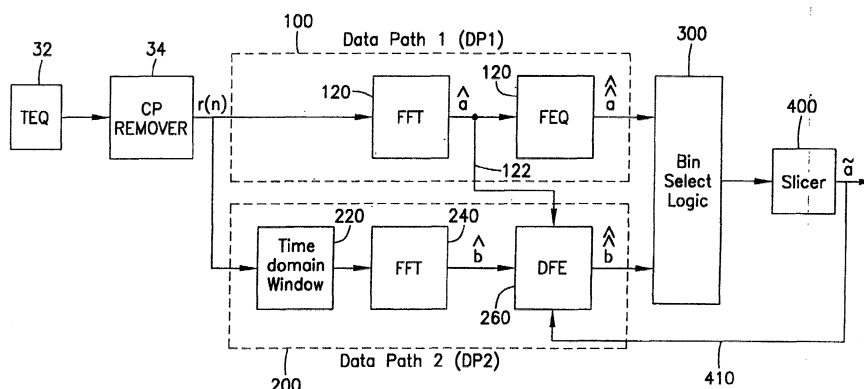 100
Data Path 1 (DP1)
300
32
34
120
120
400
TEQ
CP
REMOVER
r(n)
FFT
^
a
FEQ
^
^
a
Bin
Select
Logic
Slicer
~
a
122
220
240
Time
domain
Window
FFT
^
b
DFE
^
^
b
260
200
Data Path 2 (DP2)
410